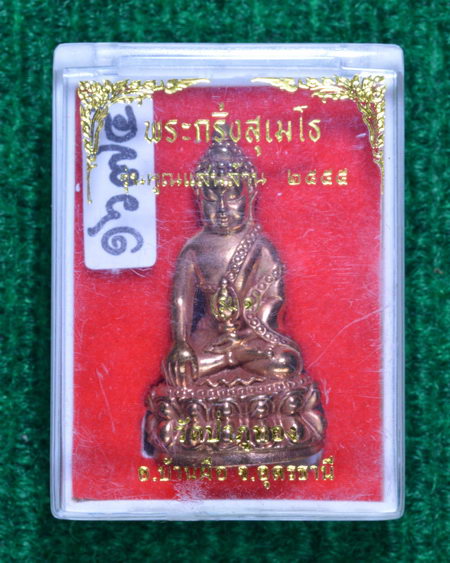 พระกริ่งสุเมโธ
รุ่นคูณแสนล้าน ๒๕๕๕
วัดป่าภูทอง
อ.บ้านผือ จ.อุดรธานี